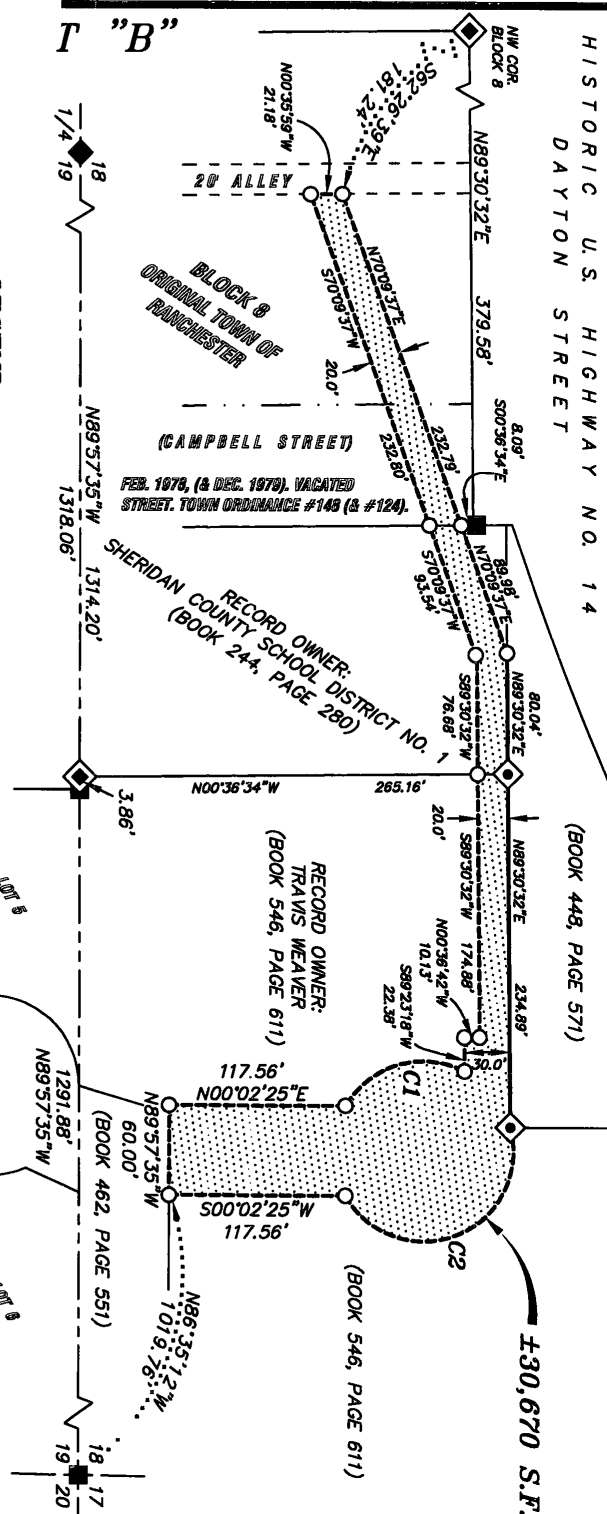 T "B"
HISTORIC U.S. HIGHWAY NO. 14
DAYTON STREET
NW COR.
BLOCK 8
S62°26'39"E
181.24'
N00°35'59"W
21.18'
N89°30'32"E 379.58'
1/4
18
19
20' ALLEY
BLOCK 8
ORIGINAL TOWN OF
RANCHESTER
N70°09'37"E 232.79'
S70°09'37"W 232.80'
20.0'
8.09'
S00°36'34"E
(CAMPBELL STREET)
FEB. 1978, (& DEC. 1979). VACATED
STREET. TOWN ORDINANCE #148 (& #124).
89.98'
N70°09'37"E
S70°09'37"W
93.54'
N89°57'35"W 1314.20'
1318.06'
RECORD OWNER:
SHERIDAN COUNTY SCHOOL DISTRICT NO. 1
(BOOK 244, PAGE 280)
80.04'
N89°30'32"E
S89°30'32"W
76.68'
N00°36'34"W 265.16'
3.86'
(BOOK 448, PAGE 571)
N89°30'32"E 234.89'
20.0'
S89°30'32"W 174.88'
N00°36'42"W
10.13'
S89°23'18"W
22.38'
30.0'
RECORD OWNER:
TRAVIS WEAVER
(BOOK 546, PAGE 611)
LOT 5
C1
117.56'
N00°02'25"E
N89°57'35"W
60.00'
S00°02'25"W
117.56'
C2
1291.88'
N89°57'35"W
(BOOK 462, PAGE 551)
N86°35'12"W
1019.76'
(BOOK 546, PAGE 611)
±30,670 S.F.
LOT 6
18
17
19
20